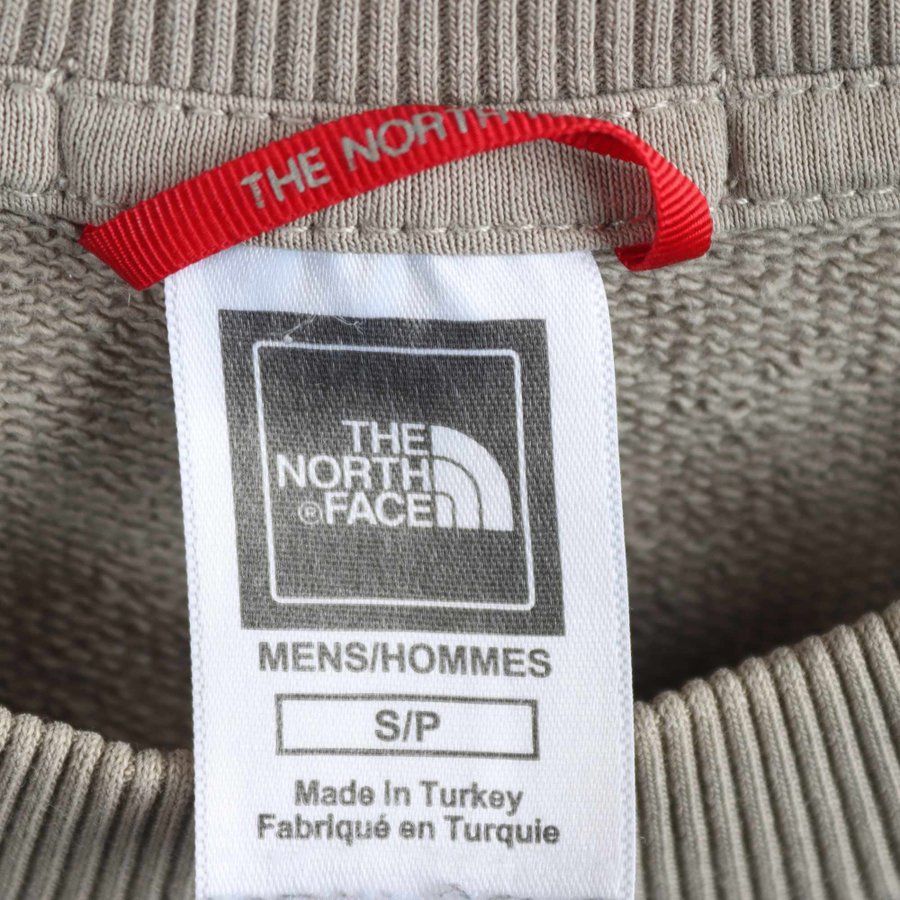 THE NORTH
THE
NORTH
®FACE
MENS/HOMMES
S/P
Made In Turkey
Fabriqué en Turquie